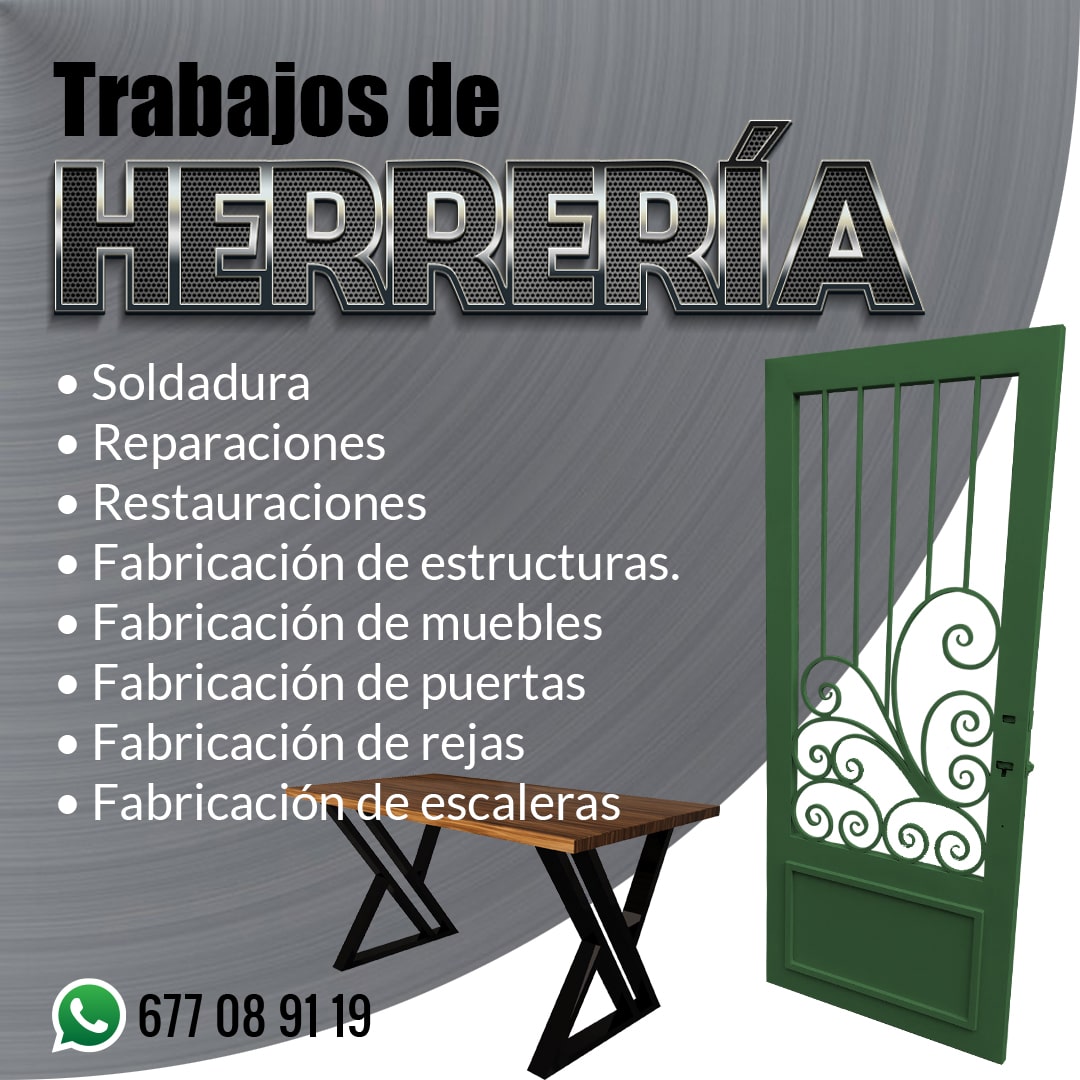 Trabajos de
HERRERÍA
• Soldadura
• Reparaciones
• Restauraciones
• Fabricación de estructuras.
• Fabricación de muebles
• Fabricación de puertas
• Fabricación de rejas
• Fabricación de escaleras
677 08 91 19